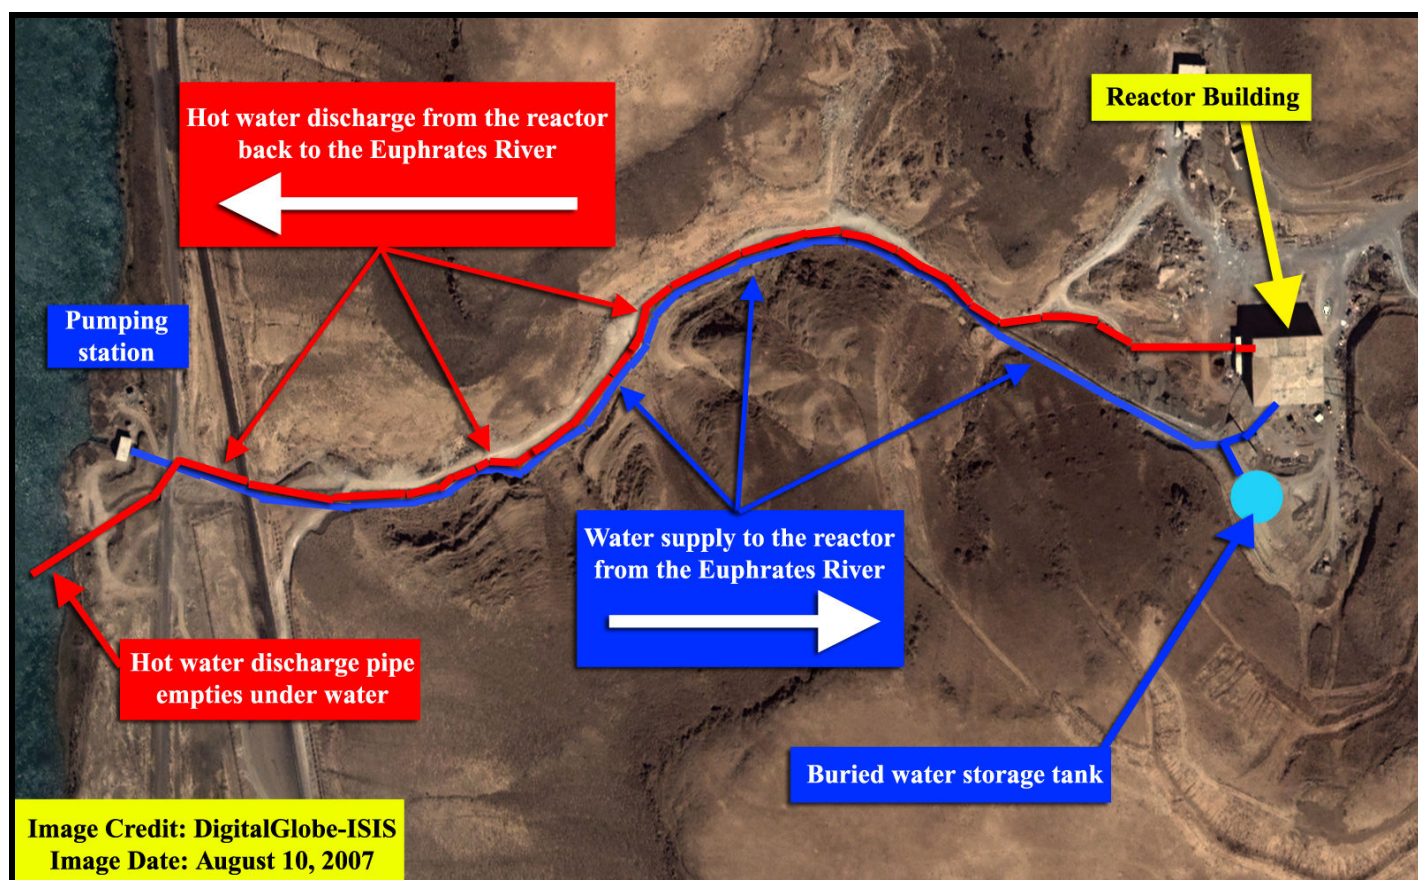 Hot water discharge from the reactor
back to the Euphrates River
Reactor Building
Pumping
station
Water supply to the reactor
from the Euphrates River
Hot water discharge pipe
empties under water
Buried water storage tank
Image Credit: DigitalGlobe-ISIS
Image Date: August 10, 2007